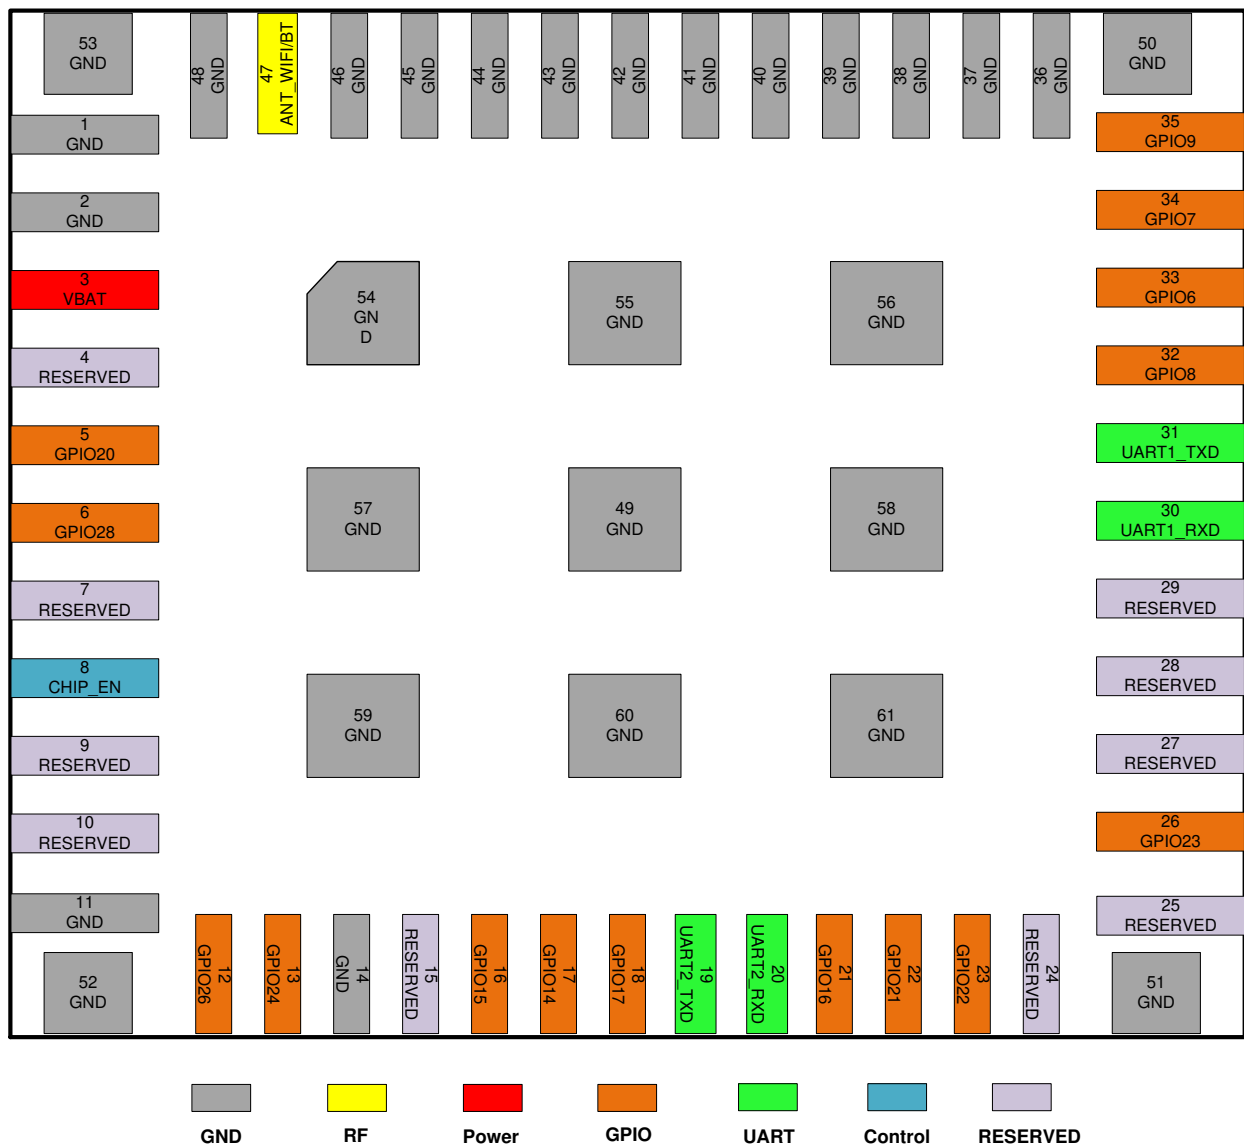 53
GND
48
GND
47
ANT_WIFI/BT
46
GND
45
GND
44
GND
43
GND
42
GND
41
GND
40
GND
39
GND
38
GND
37
GND
36
GND
50
GND
1
GND
2
GND
3
VBAT
4
RESERVED
5
GPIO20
6
GPIO28
7
RESERVED
8
CHIP_EN
9
RESERVED
10
RESERVED
11
GND
52
GND
54
GN
D
55
GND
56
GND
57
GND
49
GND
58
GND
59
GND
60
GND
61
GND
35
GPIO9
34
GPIO7
33
GPIO6
32
GPIO8
31
UART1_TXD
30
UART1_RXD
29
RESERVED
28
RESERVED
27
RESERVED
26
GPIO23
25
RESERVED
51
GND
12
GPIO26
13
GPIO24
14
GND
15
RESERVED
16
GPIO15
17
GPIO14
18
GPIO17
19
UART2_TXD
20
UART2_RXD
21
GPIO16
22
GPIO21
23
GPIO22
24
RESERVED
GND
RF
Power
GPIO
UART
Control
RESERVED